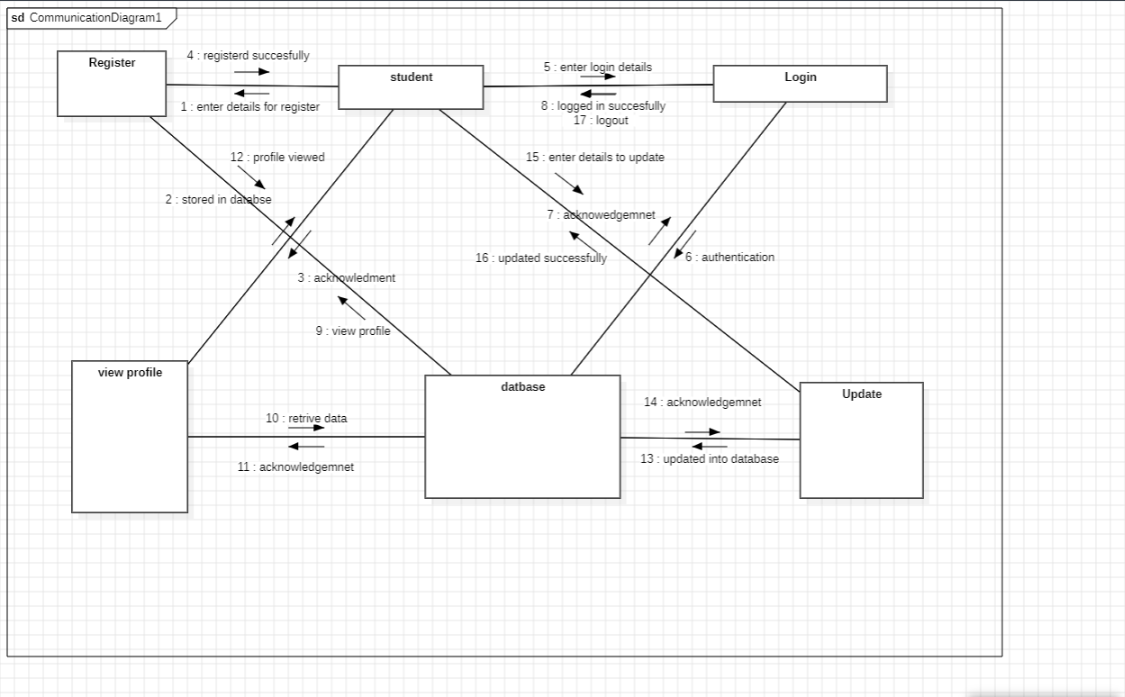 sd CommunicationDiagram1
4 : registerd succesfully
Register
student
5 : enter login details
Login
1 : enter details for register
8 : logged in succesfully
17 : logout
12 : profile viewed
15 : enter details to update
2 : stored in databse
7 : acknowedgemnet
16 : updated successfully
6 : authentication
3 : acknowledment
9 : view profile
view profile
datbase
Update
14 : acknowledgemnet
10 : retrive data
13 : updated into database
11 : acknowledgemnet